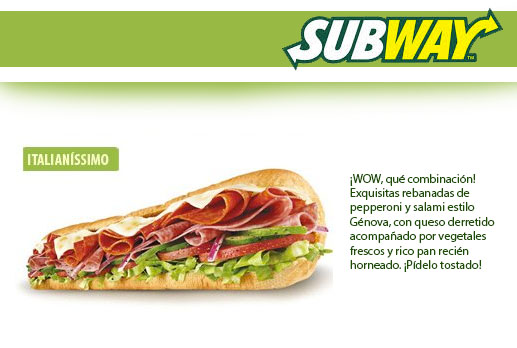 SUBWAY™
ITALIANÍSSIMO
¡WOW, qué combinación!
Exquisitas rebanadas de
pepperoni y salami estilo
Génova, con queso derretido
acompañado por vegetales
frescos y rico pan recién
horneado. ¡Pídelo tostado!